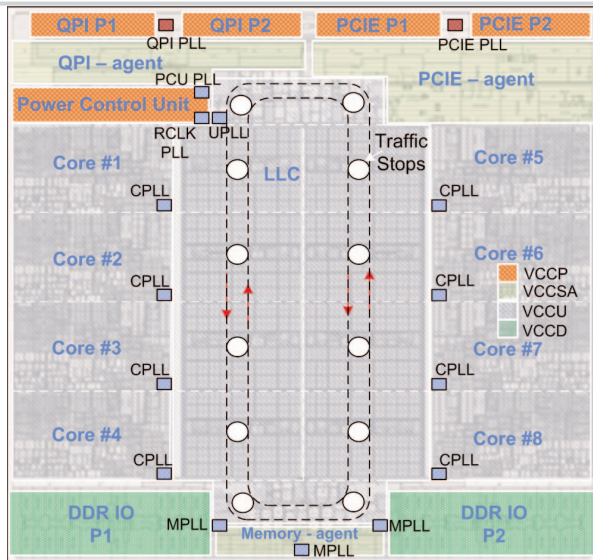 QPI P1
QPI P2
PCIE P1
PCIE P2
QPI PLL
PCIE PLL
QPI – agent
PCIE – agent
PCU PLL
Power Control Unit
RCLK
PLL
UPLL
Traffic
Stops
Core #1
LLC
Core #5
CPLL
CPLL
Core #2
Core #6
VCCP
VCCSA
VCCU
VCCD
CPLL
CPLL
Core #3
Core #7
CPLL
CPLL
Core #4
Core #8
CPLL
CPLL
DDR IO
P1
DDR IO
P2
MPLL
Memory - agent
MPLL
MPLL